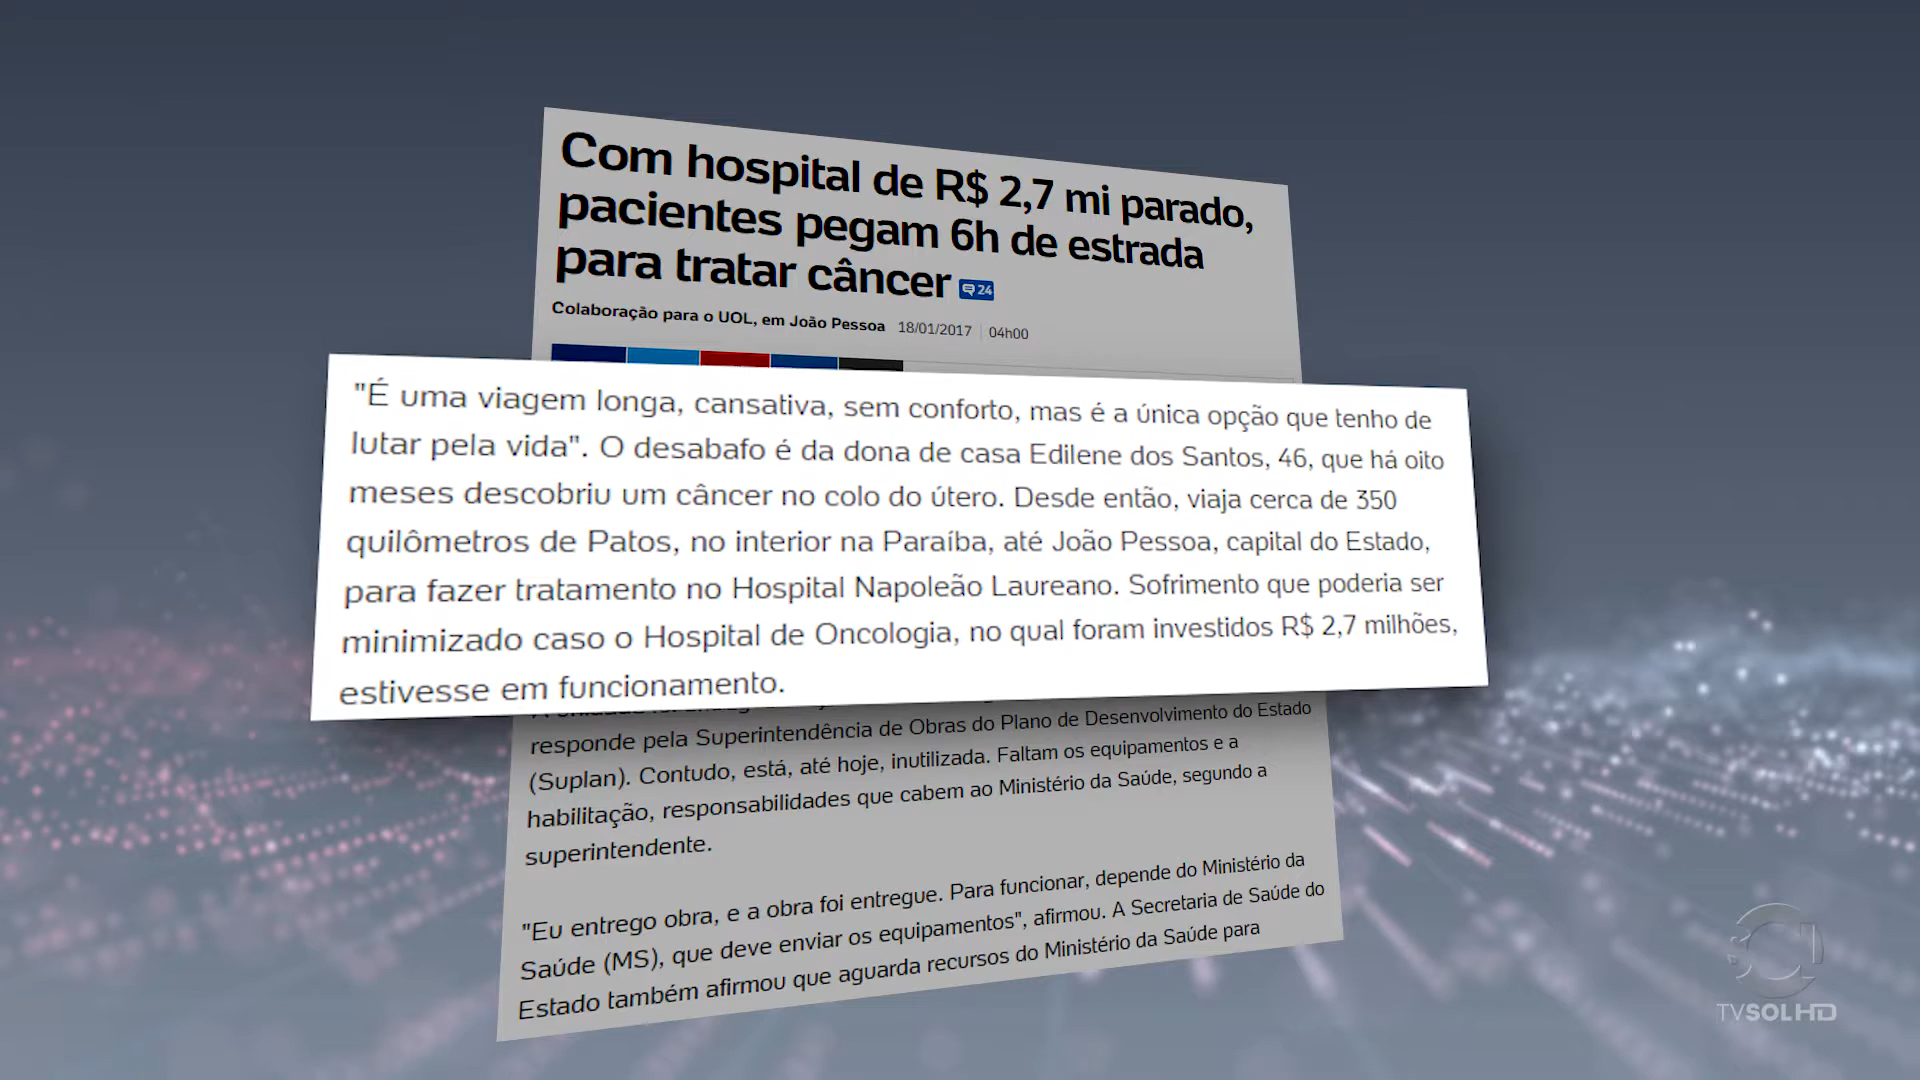 Com hospital de R$ 2,7 mi parado,
pacientes pegam 6h de estrada
para tratar câncer 24
Colaboração para o UOL, em João Pessoa 18/01/2017 04h00
"É uma viagem longa, cansativa, sem conforto, mas é a única opção que tenho de
lutar pela vida". O desabafo é da dona de casa Edilene dos Santos, 46, que há oito
meses descobriu um câncer no colo do útero. Desde então, viaja cerca de 350
quilômetros de Patos, no interior na Paraíba, até João Pessoa, capital do Estado,
para fazer tratamento no Hospital Napoleão Laureano. Sofrimento que poderia ser
minimizado caso o Hospital de Oncologia, no qual foram investidos R$ 2,7 milhões,
estivesse em funcionamento.
responde pela Superintendência de Obras do Plano de Desenvolvimento do Estado
(Suplan). Contudo, está, até hoje, inutilizada. Faltam os equipamentos e a
habilitação, responsabilidades que cabem ao Ministério da Saúde, segundo a
superintendente.
"Eu entrego obra, e a obra foi entregue. Para funcionar, depende do Ministério da
Saúde (MS), que deve enviar os equipamentos", afirmou. A Secretaria de Saúde do
Estado também afirmou que aguarda recursos do Ministério da Saúde para
TVSOLHD